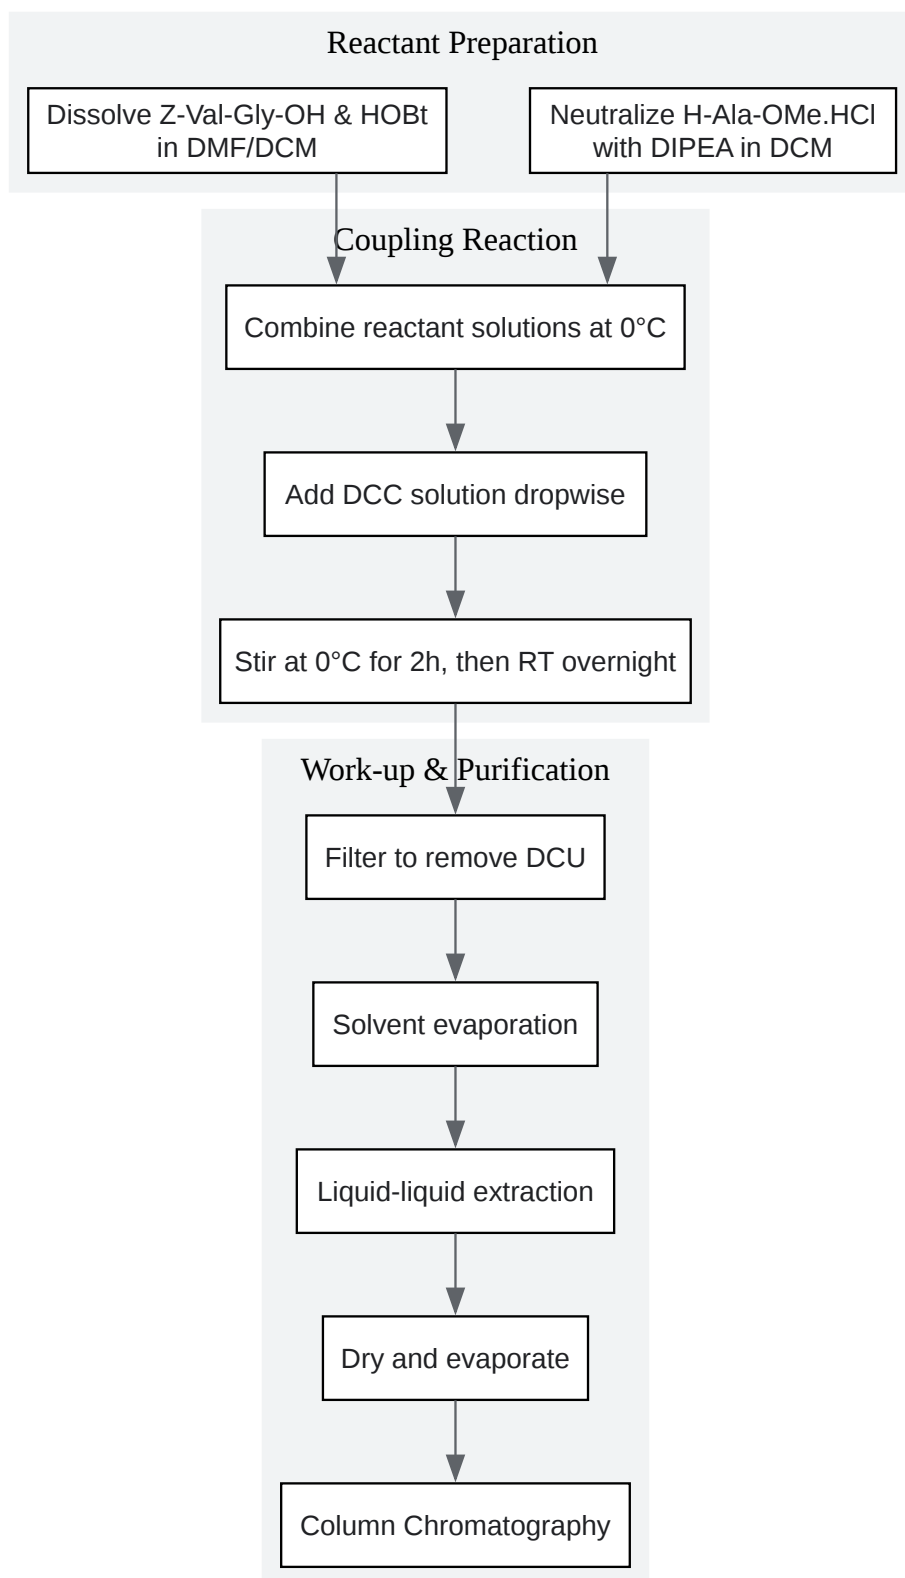 Reactant Preparation
Dissolve Z-Val-Gly-OH & HOBt
in DMF/DCM
Neutralize H-Ala-OMe.HCl
with DIPEA in DCM
Coupling Reaction
Combine reactant solutions at 0°C
Add DCC solution dropwise
Stir at 0°C for 2h, then RT overnight
Work-up & Purification
Filter to remove DCU
Solvent evaporation
Liquid-liquid extraction
Dry and evaporate
Column Chromatography